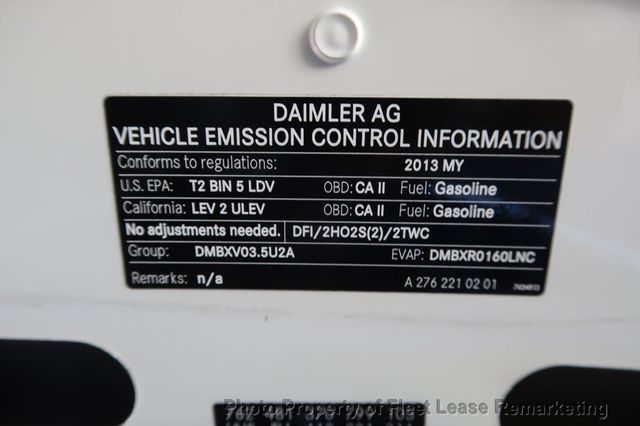 DAIMLER AG
VEHICLE EMISSION CONTROL INFORMATION
Conforms to regulations: 2013 MY
U.S. EPA: T2 BIN 5 LDV OBD: CA II Fuel: Gasoline
California: LEV 2 ULEV OBD: CA II Fuel: Gasoline
No adjustments needed. DFI/2HO2S(2)/2TWC
Group: DMBXV03.5U2A EVAP: DMBXR0160LNC
Remarks: n/a A 276 221 02 01
Photo Property of Fleet Lease Remarketing